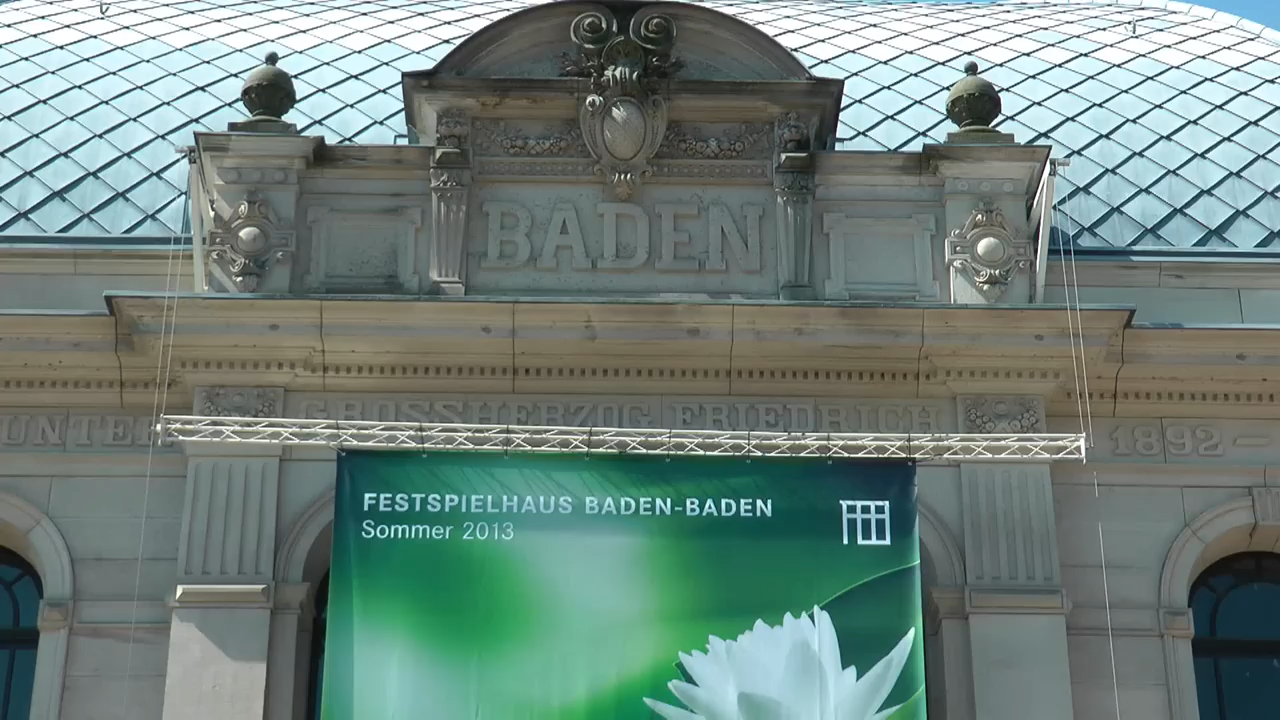 BADEN
UNTER GROSSHERZOG FRIEDRICH 1892 –
FESTSPIELHAUS BADEN-BADEN
Sommer 2013